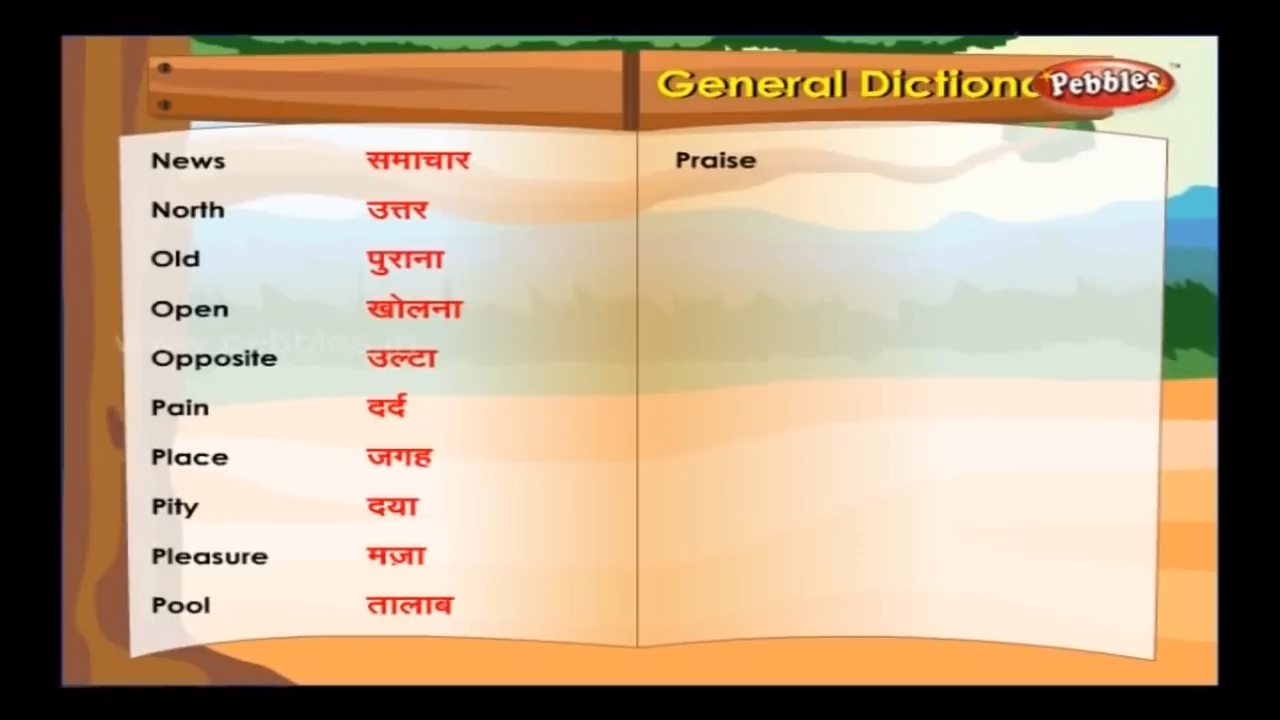 General Dictiona
Pebbles
News समाचार
North उत्तर
Old पुराना
Open खोलना
Opposite उल्टा
Pain दर्द
Place जगह
Pity दया
Pleasure मज़ा
Pool तालाब
Praise